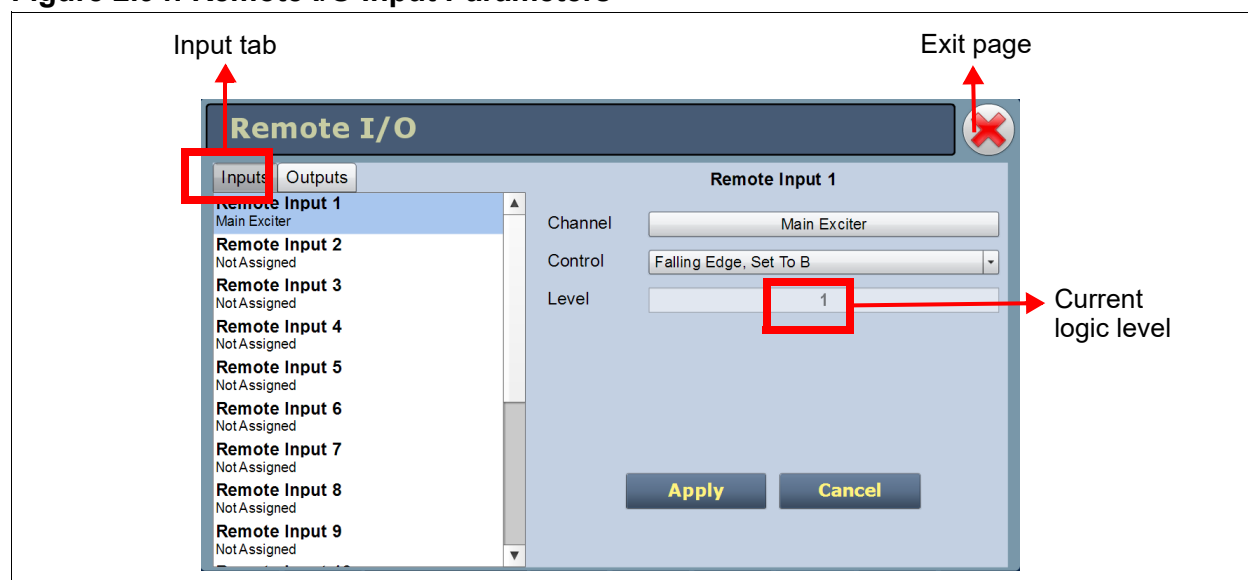 Input tab
Exit page
Remote I/O
Inputs Outputs
Remote Input 1
Main Exciter
Remote Input 2
Not Assigned
Remote Input 3
Not Assigned
Remote Input 4
Not Assigned
Remote Input 5
Not Assigned
Remote Input 6
Not Assigned
Remote Input 7
Not Assigned
Remote Input 8
Not Assigned
Remote Input 9
Not Assigned
Remote Input 1
Channel Main Exciter
Control Falling Edge, Set To B
Level 1
Current
logic level
Apply Cancel